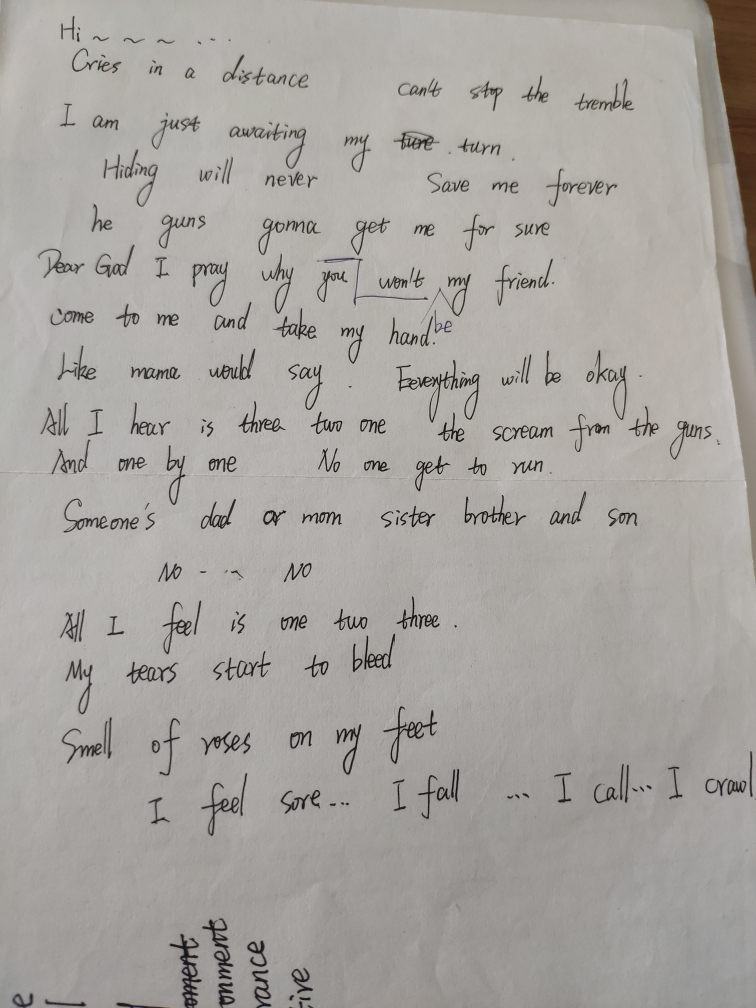 Hi ~ ~ ~ ...
Cries in a distance can't stop the tremble
I am just awaiting my ture. turn.
Hiding will never Save me forever
he guns gonna get me for sure
Dear God I pray why you won't be my friend.
come to me and take my hand.
Like mama would say. Eeverything will be okay.
All I hear is three two one the scream from the guns.
And one by one No one get to run.
Someone's dad or mom sister brother and son
NO - .. NO
All I feel is one two three.
My tears start to bleed
Smell of roses on my feet
I feel sore... I fall ... I call... I crawl